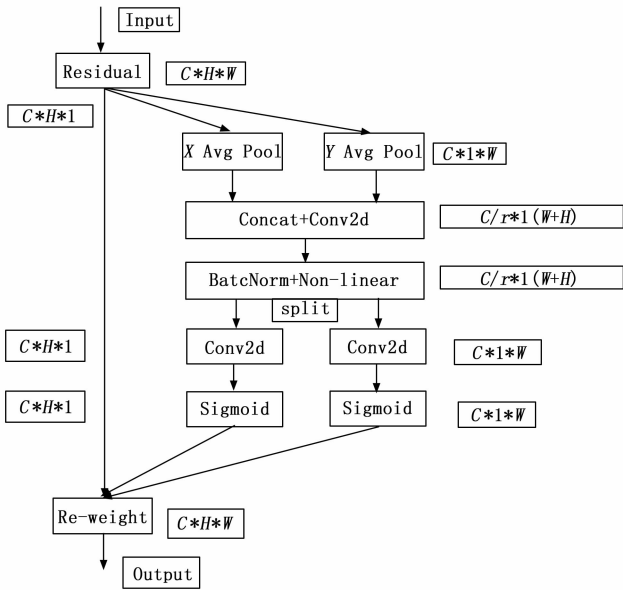 Input
Residual
C*H*W
C*H*1
X Avg Pool
Y Avg Pool
C*1*W
Concat+Conv2d
C/r*1(W+H)
BatcNorm+Non-linear
C/r*1(W+H)
split
C*H*1
Conv2d
Conv2d
C*1*W
C*H*1
Sigmoid
Sigmoid
C*1*W
Re-weight
C*H*W
Output